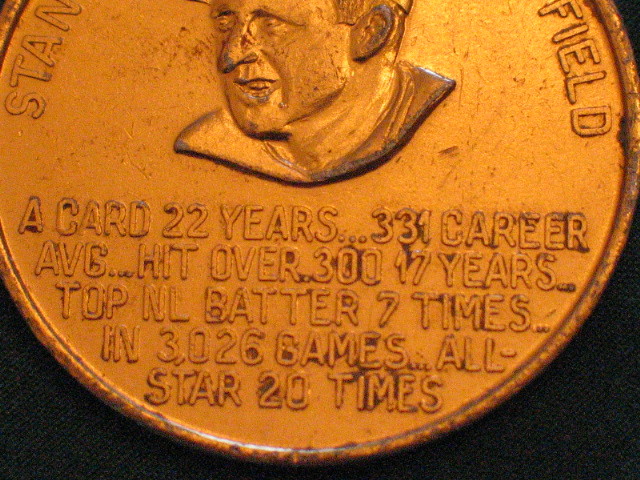 STAN
FIELD
A CARD 22 YEARS... 331 CAREER
AVG... HIT OVER .300 17 YEARS...
TOP NL BATTER 7 TIMES...
IN 3,026 GAMES... ALL-
STAR 20 TIMES